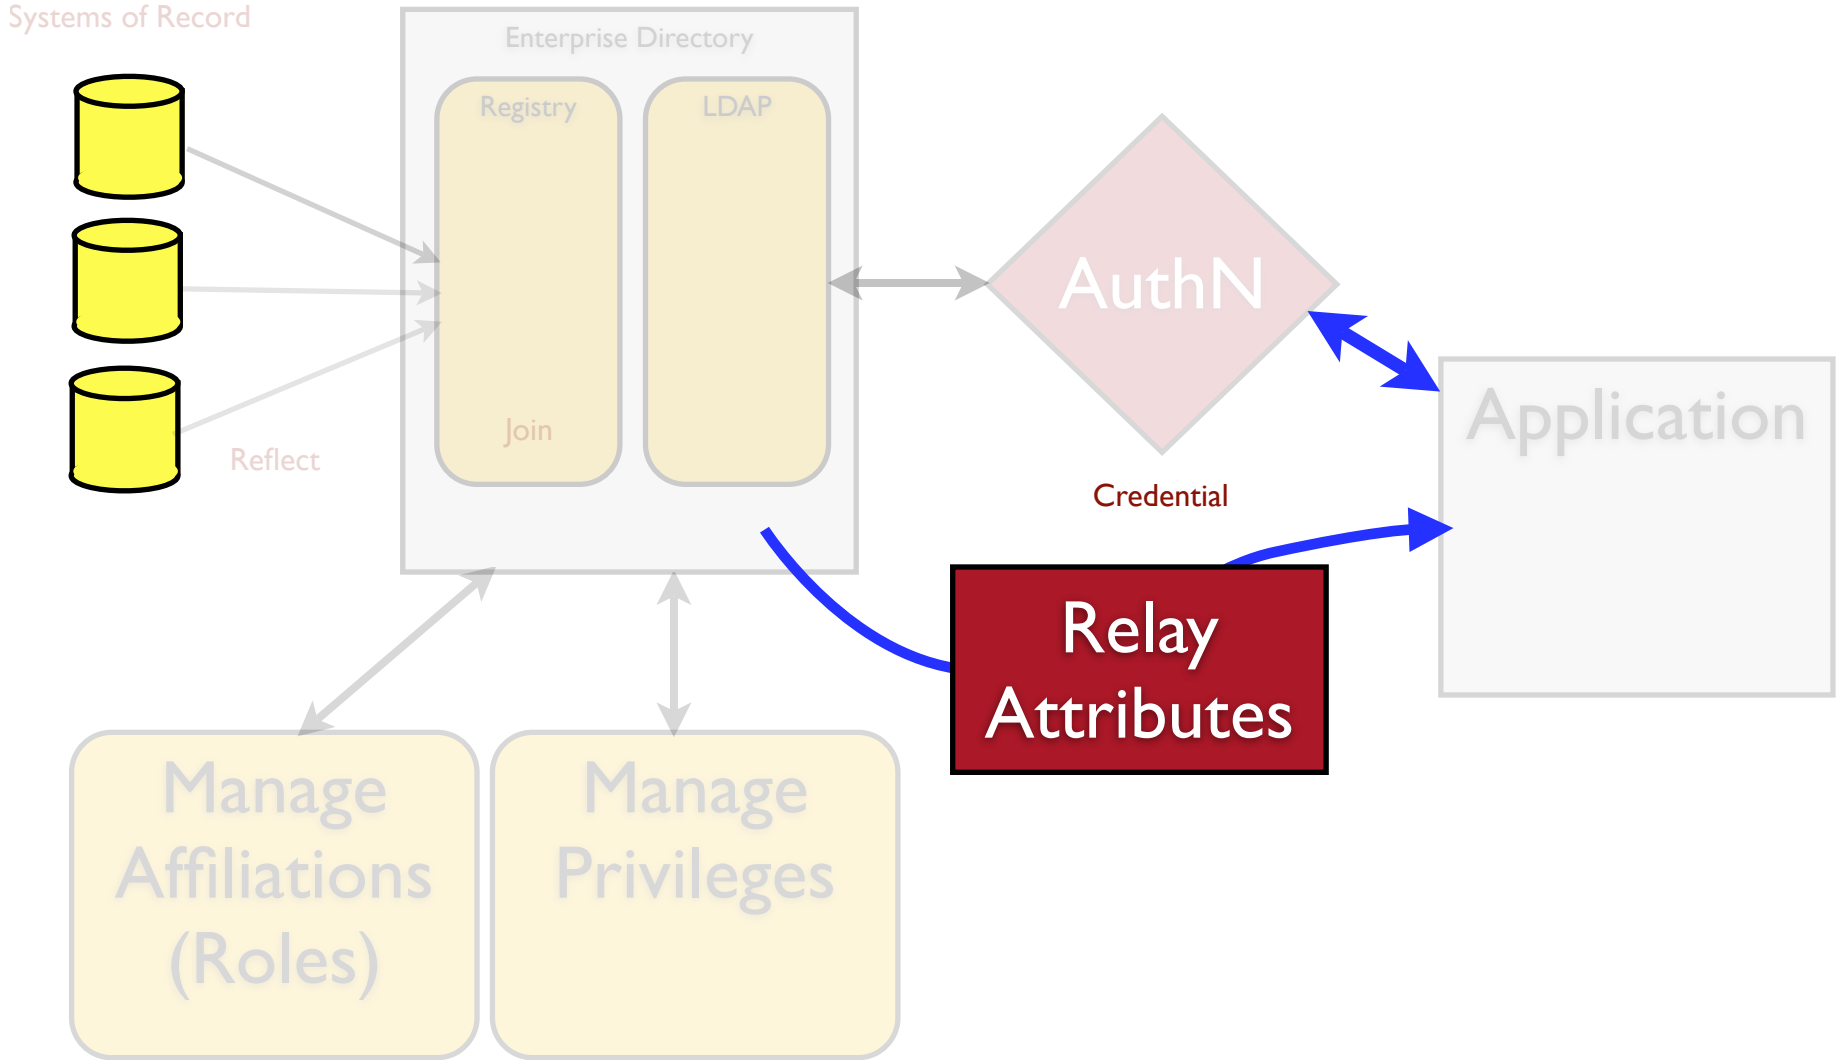 Systems of Record
Enterprise Directory
Registry
LDAP
AuthN
Application
Join
Reflect
Credential
Relay
Attributes
Manage
Affiliations
(Roles)
Manage
Privileges